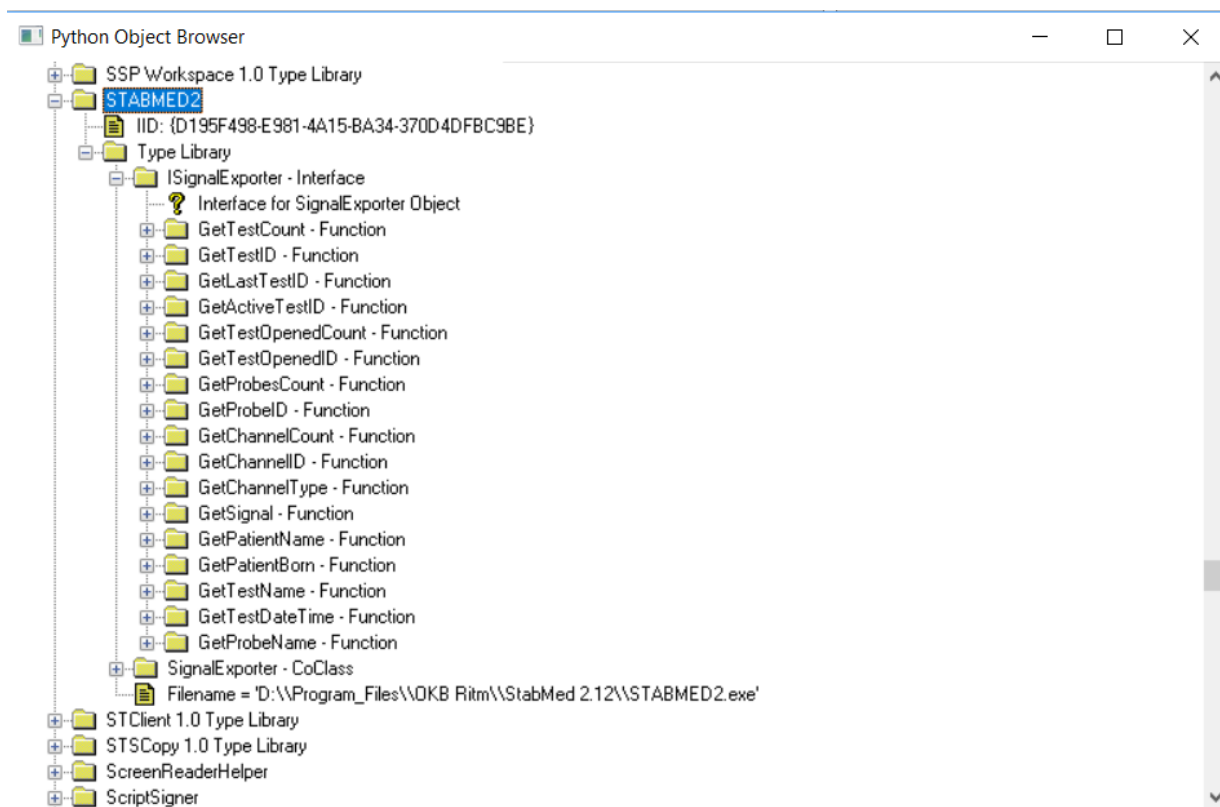 Python Object Browser
SSP Workspace 1.0 Type Library
STABMED2
IID: {D195F498-E981-4A15-BA34-370D4DFBC9BE}
Type Library
ISignalExporter - Interface
Interface for SignalExporter Object
GetTestCount - Function
GetTestID - Function
GetLastTestID - Function
GetActiveTestID - Function
GetTestOpenedCount - Function
GetTestOpenedID - Function
GetProbesCount - Function
GetProbeID - Function
GetChannelCount - Function
GetChannelID - Function
GetChannelType - Function
GetSignal - Function
GetPatientName - Function
GetPatientBorn - Function
GetTestName - Function
GetTestDateTime - Function
GetProbeName - Function
SignalExporter - CoClass
Filename = 'D:\\Program_Files\\OKB Ritm\\StabMed 2.12\\STABMED2.exe'
STClient 1.0 Type Library
STSCopy 1.0 Type Library
ScreenReaderHelper
ScriptSigner